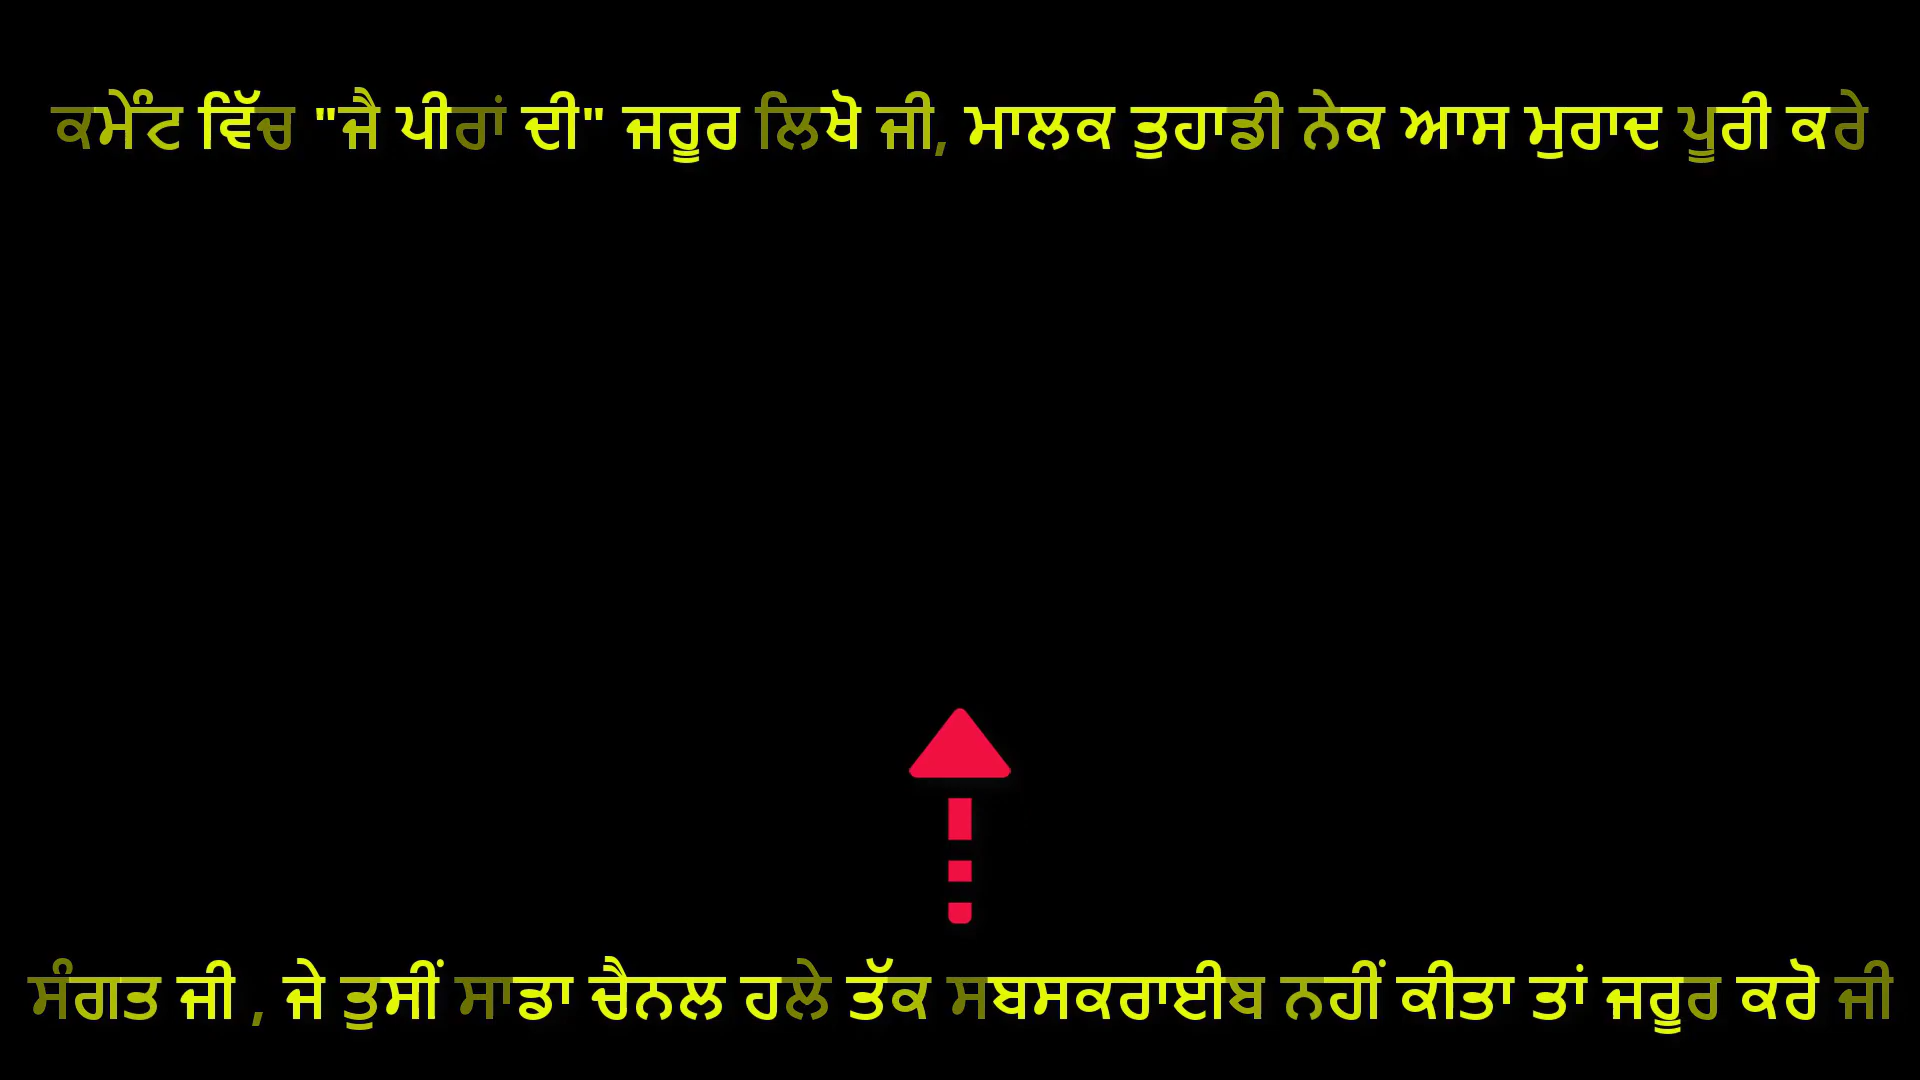 ਕਮੇੰਟ ਵਿੱਚ "ਜੈ ਪੀਰਾਂ ਦੀ" ਜਰੂਰ ਲਿਖੋ ਜੀ, ਮਾਲਕ ਤੁਹਾਡੀ ਨੇਕ ਆਸ ਮੁਰਾਦ ਪੂਰੀ ਕਰੇ
ਸੰਗਤ ਜੀ , ਜੇ ਤੁਸੀਂ ਸਾਡਾ ਚੈਨਲ ਹਲੇ ਤੱਕ ਸਬਸਕਰਾਈਬ ਨਹੀਂ ਕੀਤਾ ਤਾਂ ਜਰੂਰ ਕਰੋ ਜੀ